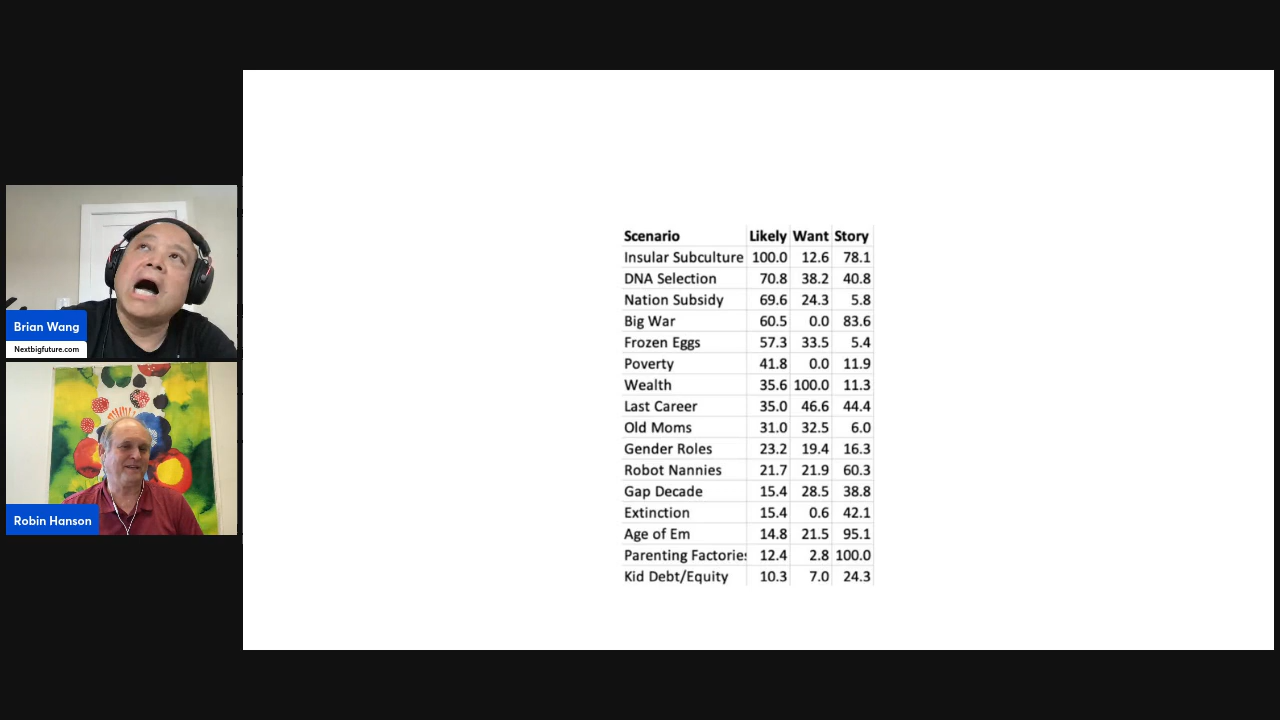 Brian Wang
Nextbigfuture.com
Robin Hanson
Scenario Likely Want Story
Insular Subculture 100.0 12.6 78.1
DNA Selection 70.8 38.2 40.8
Nation Subsidy 69.6 24.3 5.8
Big War 60.5 0.0 83.6
Frozen Eggs 57.3 33.5 5.4
Poverty 41.8 0.0 11.9
Wealth 35.6 100.0 11.3
Last Career 35.0 46.6 44.4
Old Moms 31.0 32.5 6.0
Gender Roles 23.2 19.4 16.3
Robot Nannies 21.7 21.9 60.3
Gap Decade 15.4 28.5 38.8
Extinction 15.4 0.6 42.1
Age of Em 14.8 21.5 95.1
Parenting Factories 12.4 2.8 100.0
Kid Debt/Equity 10.3 7.0 24.3